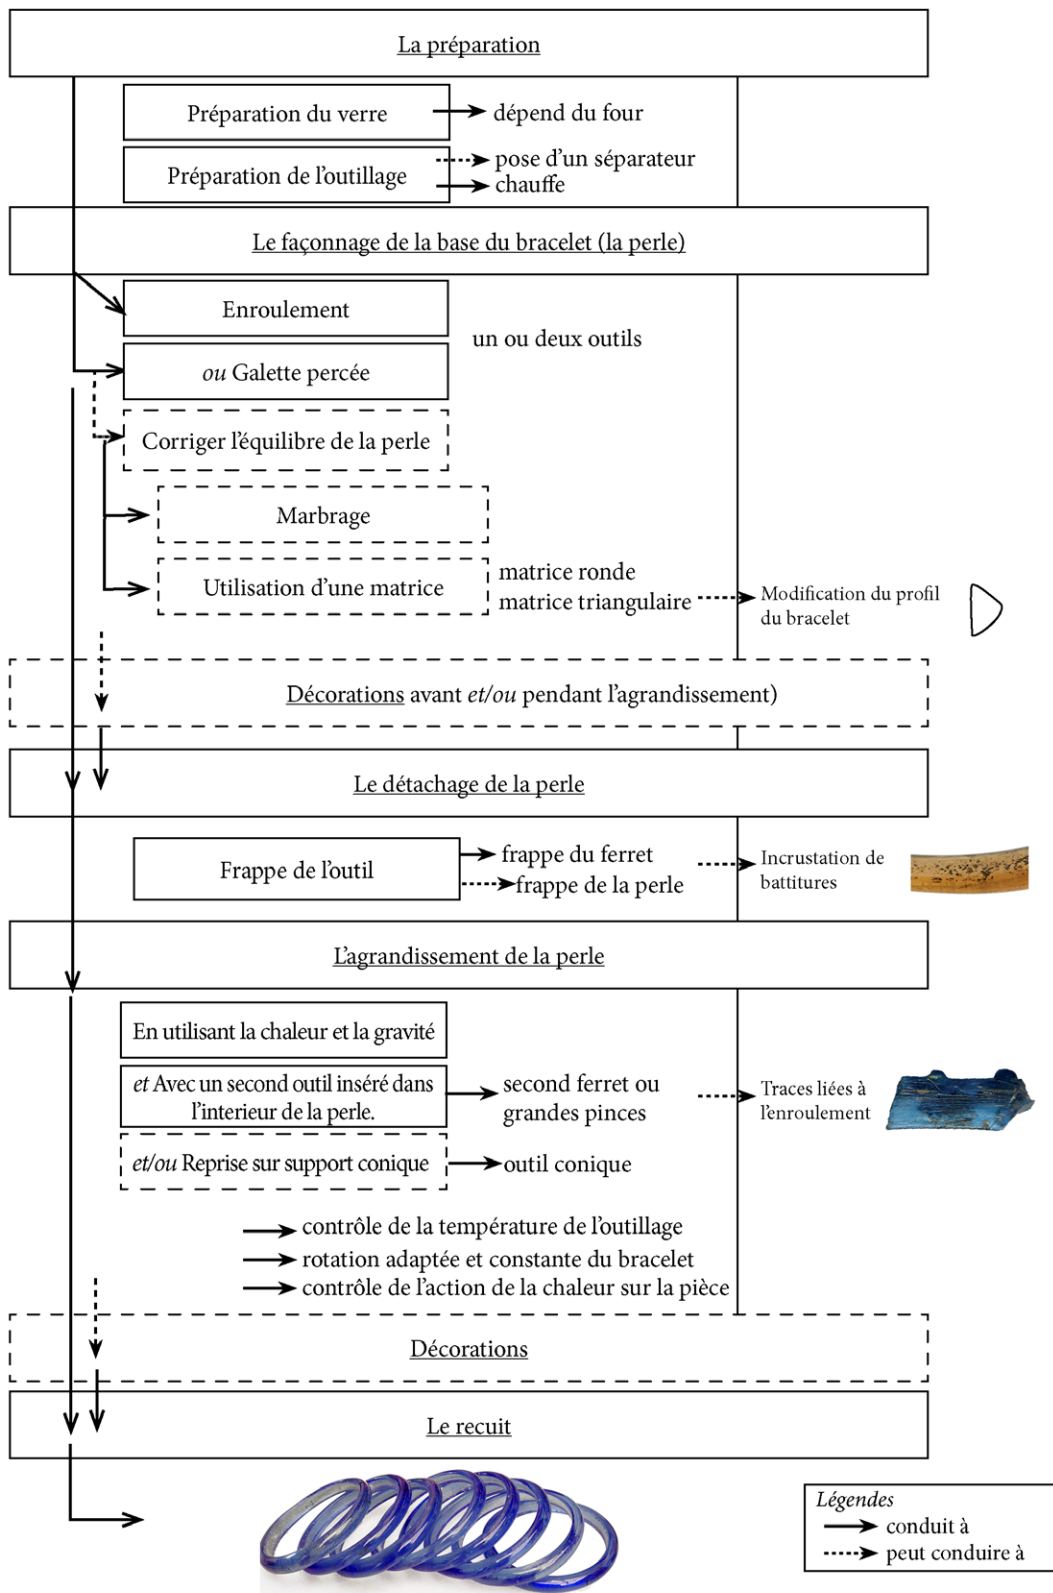 La préparation
Préparation du verre
dépend du four
Préparation de l'outillage
pose d'un séparateur
chauffe
Le façonnage de la base du bracelet (la perle)
Enroulement
un ou deux outils
ou Galette percée
Corriger l'équilibre de la perle
Marbrage
Utilisation d'une matrice
matrice ronde
matrice triangulaire
Modification du profil
du bracelet
Décorations avant et/ou pendant l'agrandissement)
Le détachage de la perle
Frappe de l'outil
frappe du ferret
frappe de la perle
Incrustation de
battitures
L'agrandissement de la perle
En utilisant la chaleur et la gravité
et Avec un second outil inséré dans
l'interieur de la perle.
second ferret ou
grandes pinces
Traces liées à
l'enroulement
et/ou Reprise sur support conique
outil conique
contrôle de la température de l'outillage
rotation adaptée et constante du bracelet
contrôle de l'action de la chaleur sur la pièce
Décorations
Le recuit
Légendes
conduit à
peut conduire à